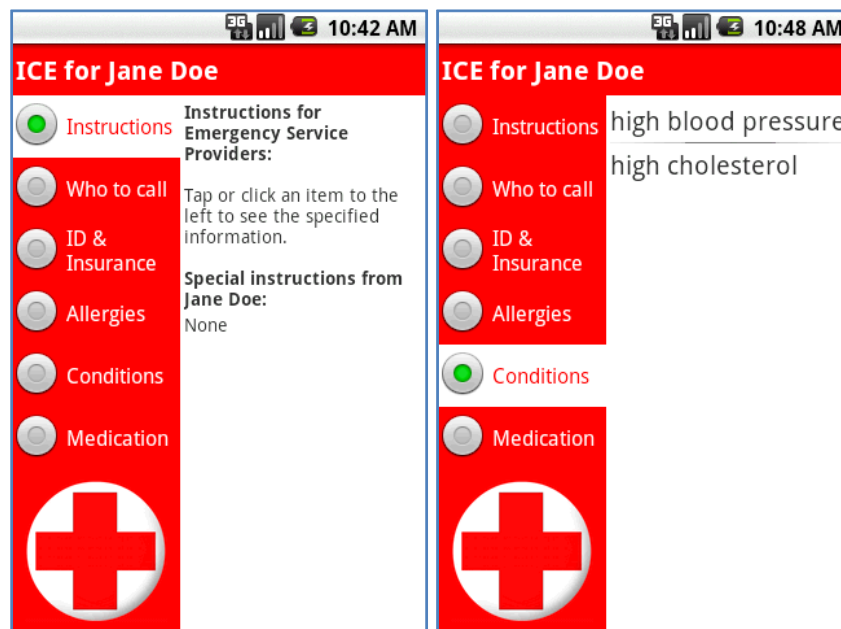 3G 10:42 AM
ICE for Jane Doe
Instructions
Who to call
ID &
Insurance
Allergies
Conditions
Medication
Instructions for
Emergency Service
Providers:
Tap or click an item to the
left to see the specified
information.
Special instructions from
Jane Doe:
None
3G 10:48 AM
ICE for Jane Doe
Instructions
Who to call
ID &
Insurance
Allergies
Conditions
Medication
high blood pressure
high cholesterol